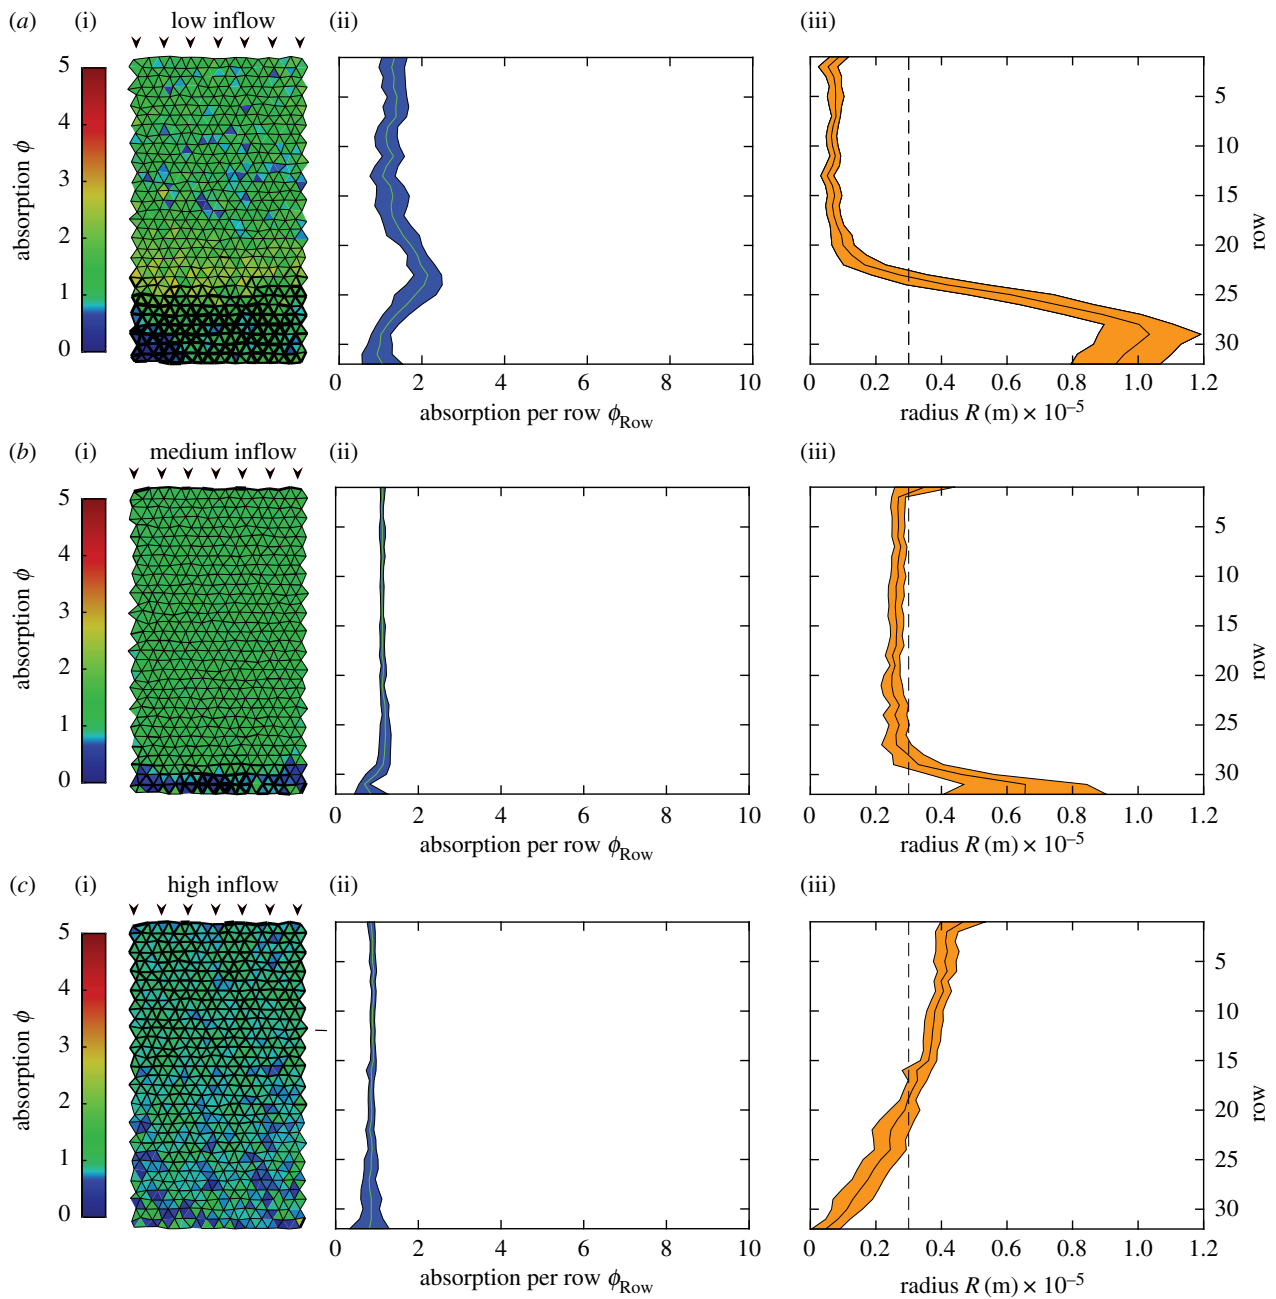 (a) (i) low inflow (ii) (iii)
absorption ϕ
5
4
3
2
1
0
0 2 4 6 8 10
absorption per row ϕRow
0 0.2 0.4 0.6 0.8 1.0 1.2
radius R (m) × 10⁻⁵
5
10
15
20
25
30
row
(b) (i) medium inflow (ii) (iii)
absorption ϕ
5
4
3
2
1
0
0 2 4 6 8 10
absorption per row ϕRow
0 0.2 0.4 0.6 0.8 1.0 1.2
radius R (m) × 10⁻⁵
5
10
15
20
25
30
row
(c) (i) high inflow (ii) (iii)
absorption ϕ
5
4
3
2
1
0
0 2 4 6 8 10
absorption per row ϕRow
0 0.2 0.4 0.6 0.8 1.0 1.2
radius R (m) × 10⁻⁵
5
10
15
20
25
30
row